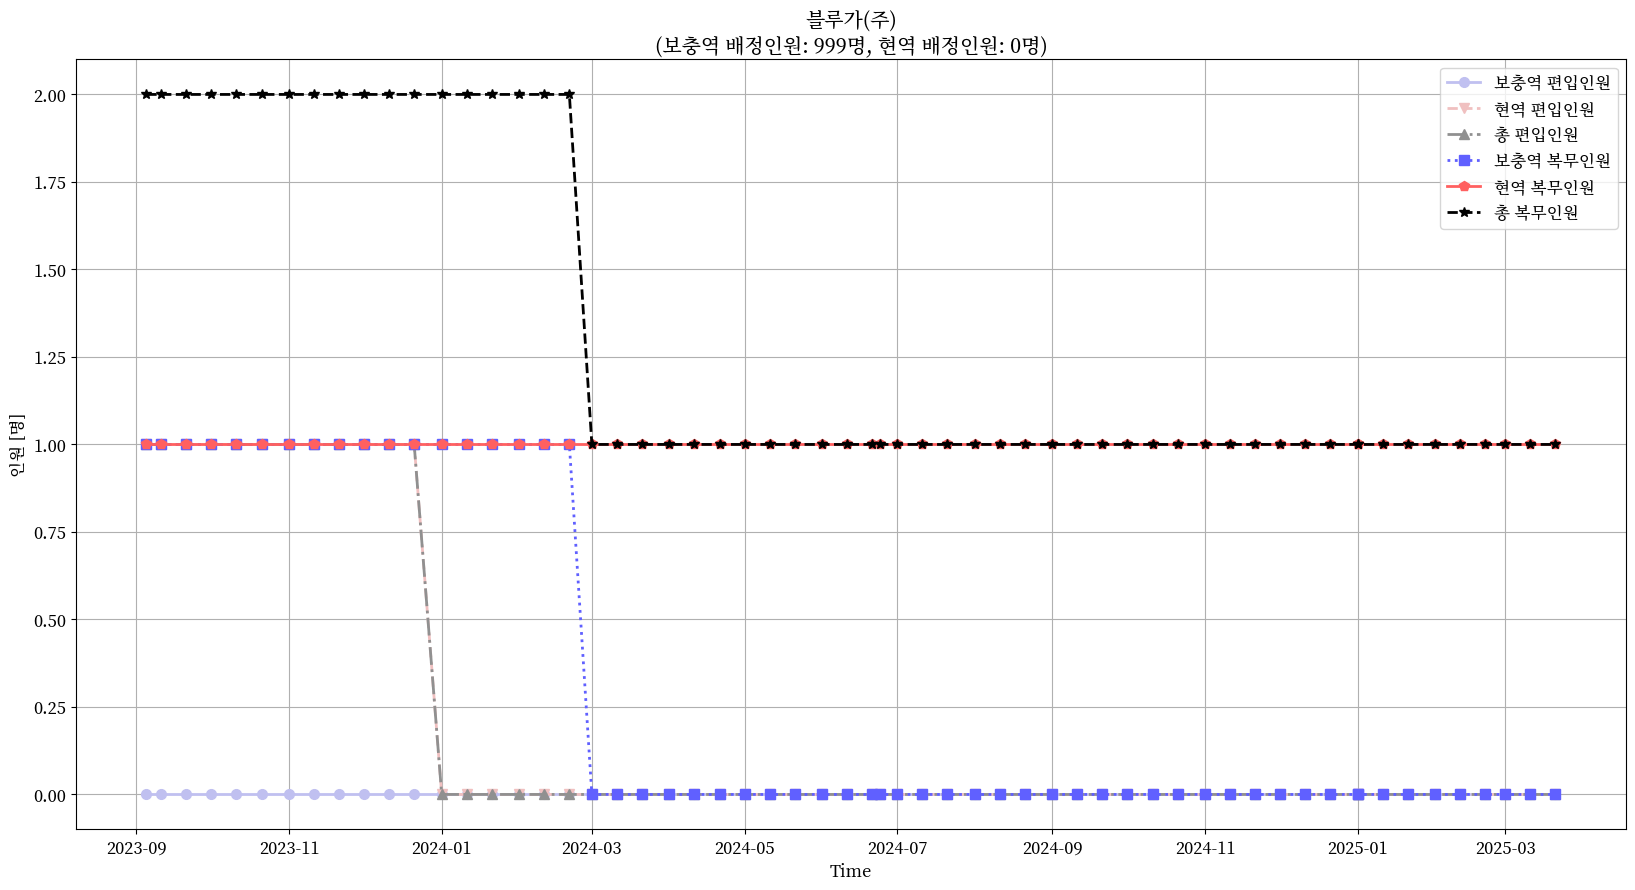 블루가(주)
(보충역 배정인원: 999명, 현역 배정인원: 0명)
보충역 편입인원
현역 편입인원
총 편입인원
보충역 복무인원
현역 복무인원
총 복무인원
인원 [명]
2.00
1.75
1.50
1.25
1.00
0.75
0.50
0.25
0.00
2023-09
2023-11
2024-01
2024-03
2024-05
2024-07
2024-09
2024-11
2025-01
2025-03
Time